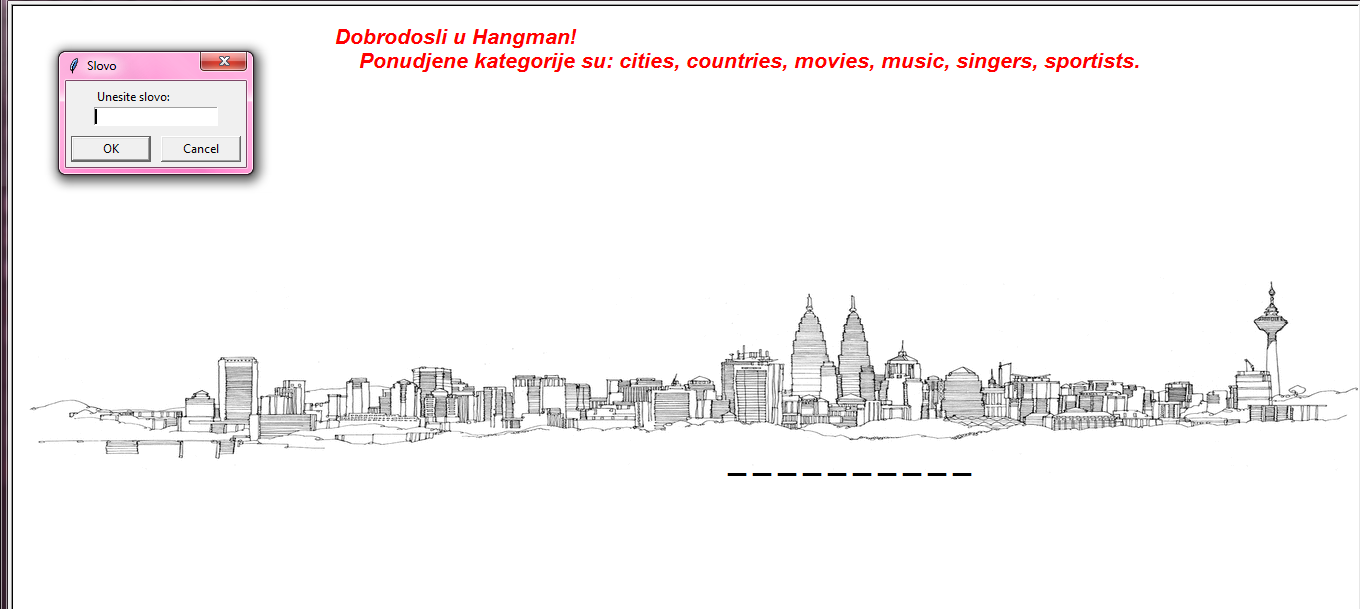 Dobrodosli u Hangman!
Ponudjene kategorije su: cities, countries, movies, music, singers, sportists.
Slovo
Unesite slovo:
OK
Cancel
_ _ _ _ _ _ _ _ _ _